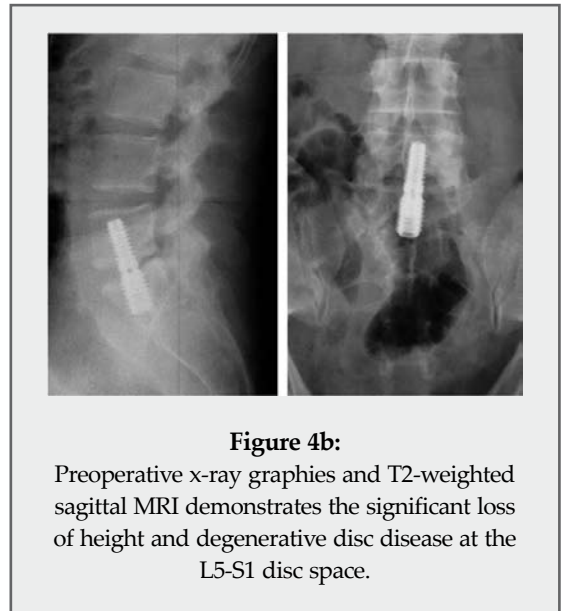 Figure 4b:
Preoperative x-ray graphies and T2-weighted
sagittal MRI demonstrates the significant loss
of height and degenerative disc disease at the
L5-S1 disc space.